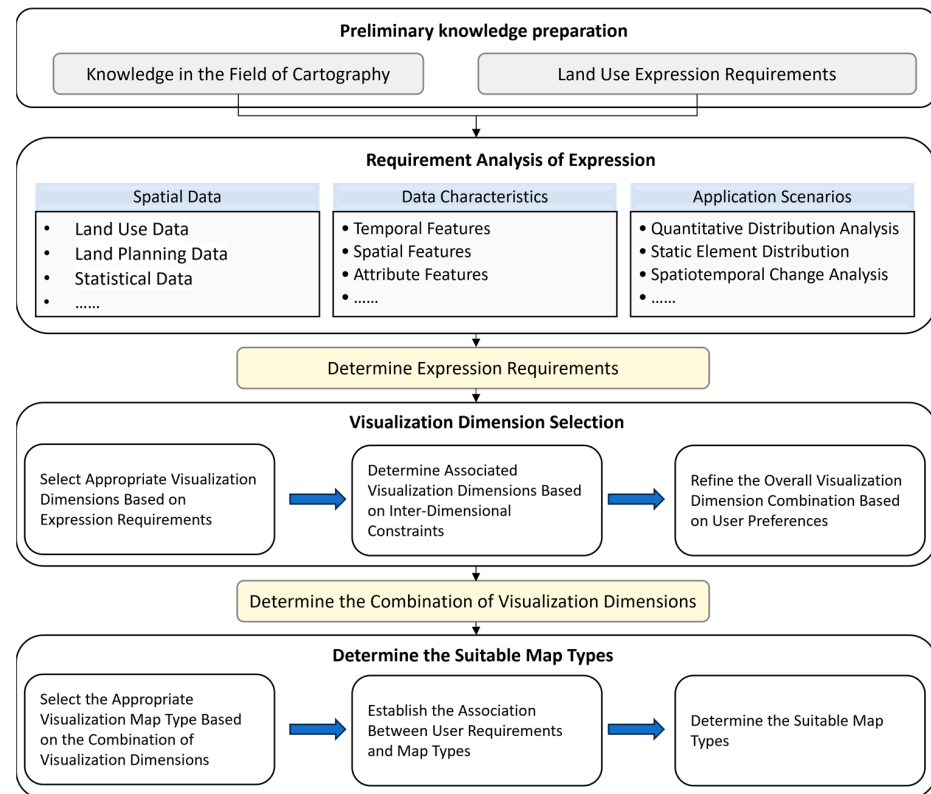 Preliminary knowledge preparation
Knowledge in the Field of Cartography
Land Use Expression Requirements
Requirement Analysis of Expression
Spatial Data
• Land Use Data
• Land Planning Data
• Statistical Data
• ......
Data Characteristics
• Temporal Features
• Spatial Features
• Attribute Features
• ......
Application Scenarios
• Quantitative Distribution Analysis
• Static Element Distribution
• Spatiotemporal Change Analysis
• ......
Determine Expression Requirements
Visualization Dimension Selection
Select Appropriate Visualization
Dimensions Based on
Expression Requirements
Determine Associated
Visualization Dimensions Based
on Inter-Dimensional
Constraints
Refine the Overall Visualization
Dimension Combination Based
on User Preferences
Determine the Combination of Visualization Dimensions
Determine the Suitable Map Types
Select the Appropriate
Visualization Map Type Based
on the Combination of
Visualization Dimensions
Establish the Association
Between User Requirements
and Map Types
Determine the Suitable Map
Types